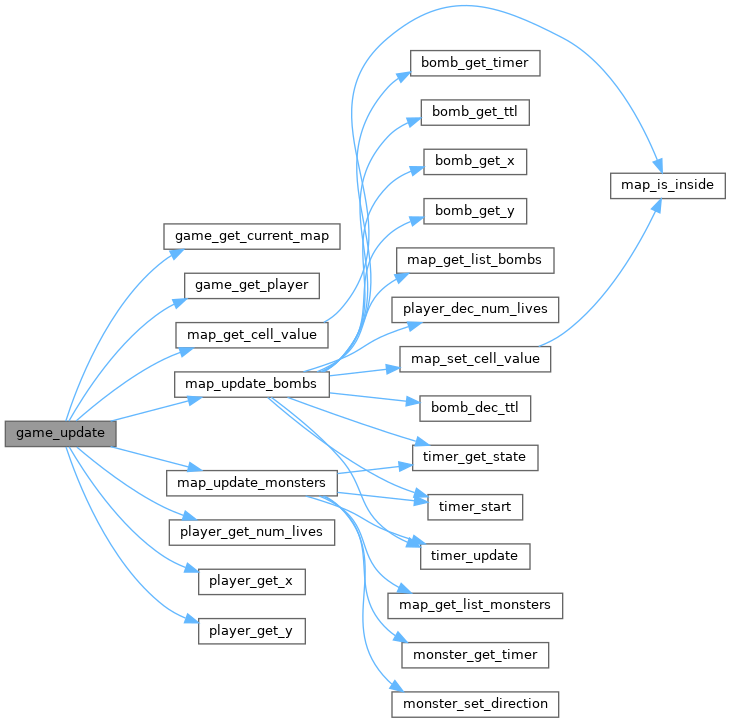 game_update
game_get_current_map
game_get_player
map_get_cell_value
map_update_bombs
map_update_monsters
player_get_num_lives
player_get_x
player_get_y
bomb_get_timer
bomb_get_ttl
bomb_get_x
bomb_get_y
map_get_list_bombs
player_dec_num_lives
map_set_cell_value
bomb_dec_ttl
timer_get_state
timer_start
timer_update
map_get_list_monsters
monster_get_timer
monster_set_direction
map_is_inside